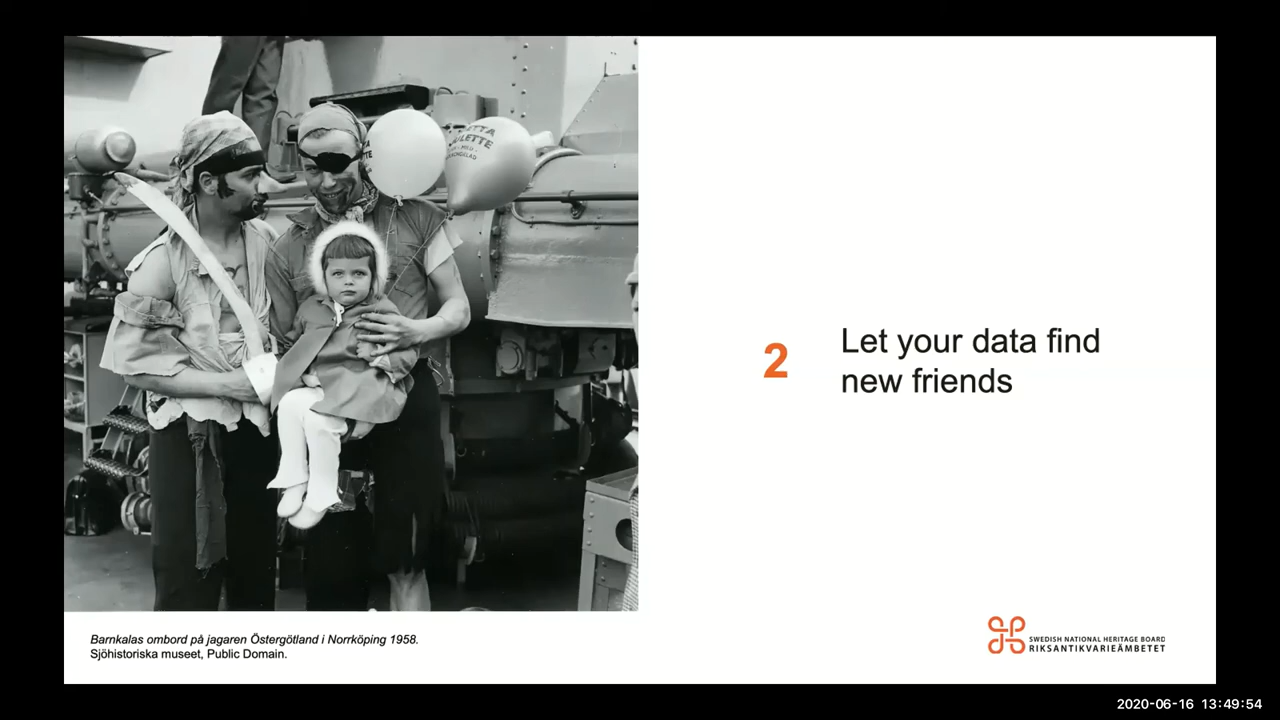 2
Let your data find
new friends
Barnkalas ombord på jagaren Östergötland i Norrköping 1958.
Sjöhistoriska museet, Public Domain.
SWEDISH NATIONAL HERITAGE BOARD
RIKSANTIKVARIEÄMBETET
2020-06-16 13:49:54